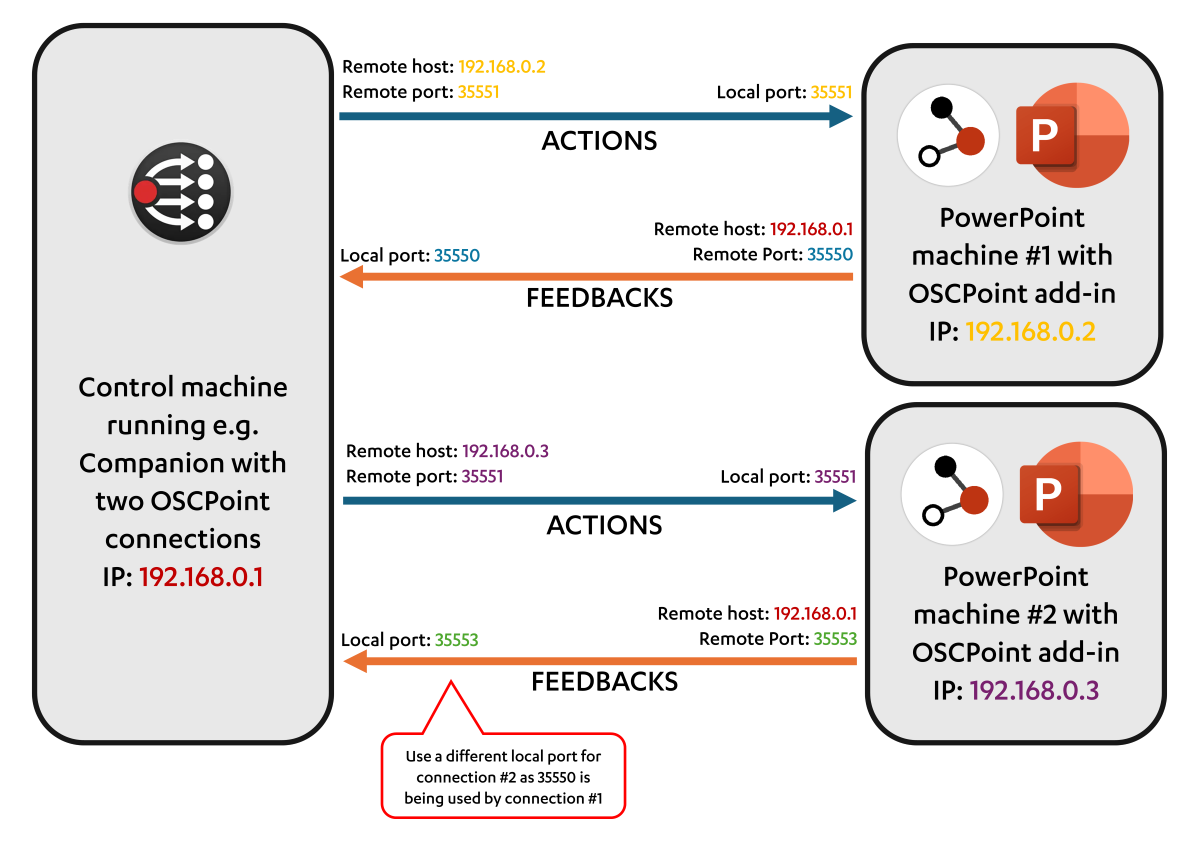 Control machine
running e.g.
Companion with
two OSCPoint
connections
IP: 192.168.0.1
Remote host: 192.168.0.2
Remote port: 35551
Local port: 35551
ACTIONS
Remote host: 192.168.0.1
Remote Port: 35550
Local port: 35550
FEEDBACKS
P
PowerPoint
machine #1 with
OSCPoint add-in
IP: 192.168.0.2
Remote host: 192.168.0.3
Remote port: 35551
Local port: 35551
ACTIONS
Remote host: 192.168.0.1
Remote Port: 35553
Local port: 35553
FEEDBACKS
Use a different local port for
connection #2 as 35550 is
being used by connection #1
P
PowerPoint
machine #2 with
OSCPoint add-in
IP: 192.168.0.3